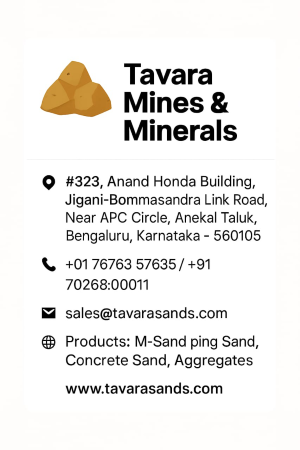 Tavara
Mines &
Minerals
#323, Anand Honda Building,
Jigani-Bommasandra Link Road,
Near APC Circle, Anekal Taluk,
Bengaluru, Karnataka - 560105
+01 76763 57635 / +91
70268:00011
sales@tavarasands.com
Products: M-Sand ping Sand,
Concrete Sand, Aggregates
www.tavarasands.com